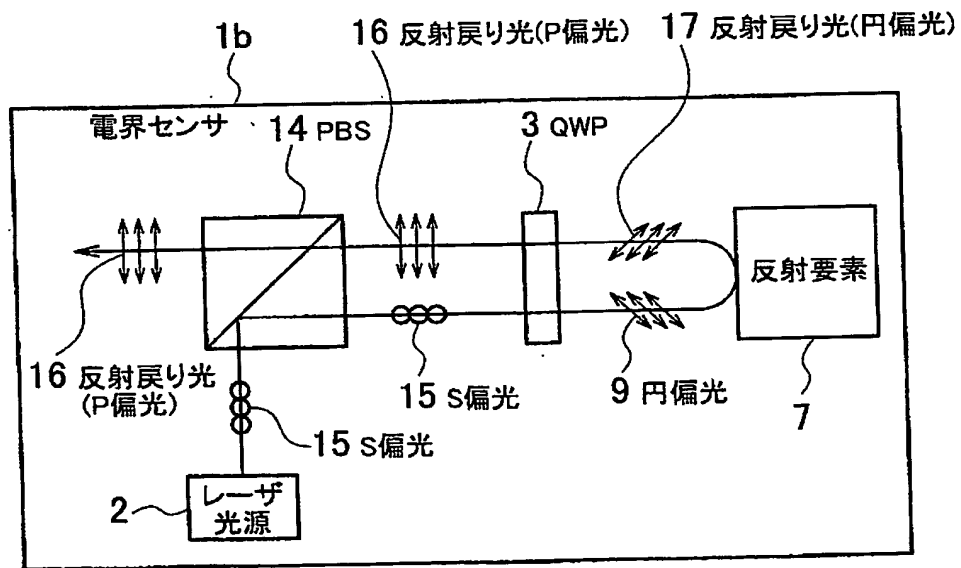 1b
16 反射戻り光(P偏光)
17 反射戻り光(円偏光)
電界センサ
14 PBS
3 QWP
反射要素
16 反射戻り光
(P偏光)
15 S偏光
9 円偏光
7
15 S偏光
2
レーザ
光源